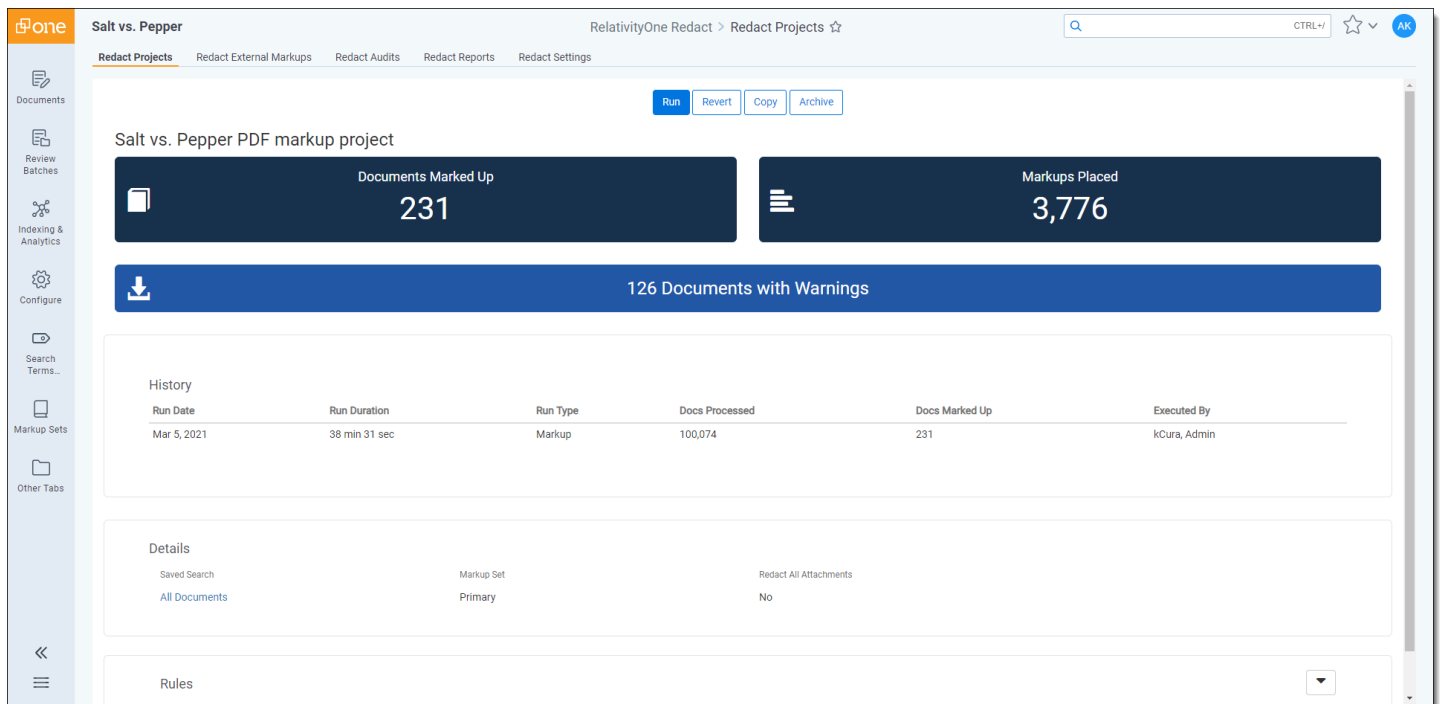 one
Salt vs. Pepper
RelativityOne Redact > Redact Projects
CTRL+/
AK
Redact Projects Redact External Markups Redact Audits Redact Reports Redact Settings
Documents
Review
Batches
Indexing &
Analytics
Configure
Search
Terms...
Markup Sets
Other Tabs
Run Revert Copy Archive
Salt vs. Pepper PDF markup project
Documents Marked Up
231
Markups Placed
3,776
126 Documents with Warnings
History
Run Date Run Duration Run Type Docs Processed Docs Marked Up Executed By
Mar 5, 2021 38 min 31 sec Markup 100,074 231 kCura, Admin
Details
Saved Search Markup Set Redact All Attachments
All Documents Primary No
Rules